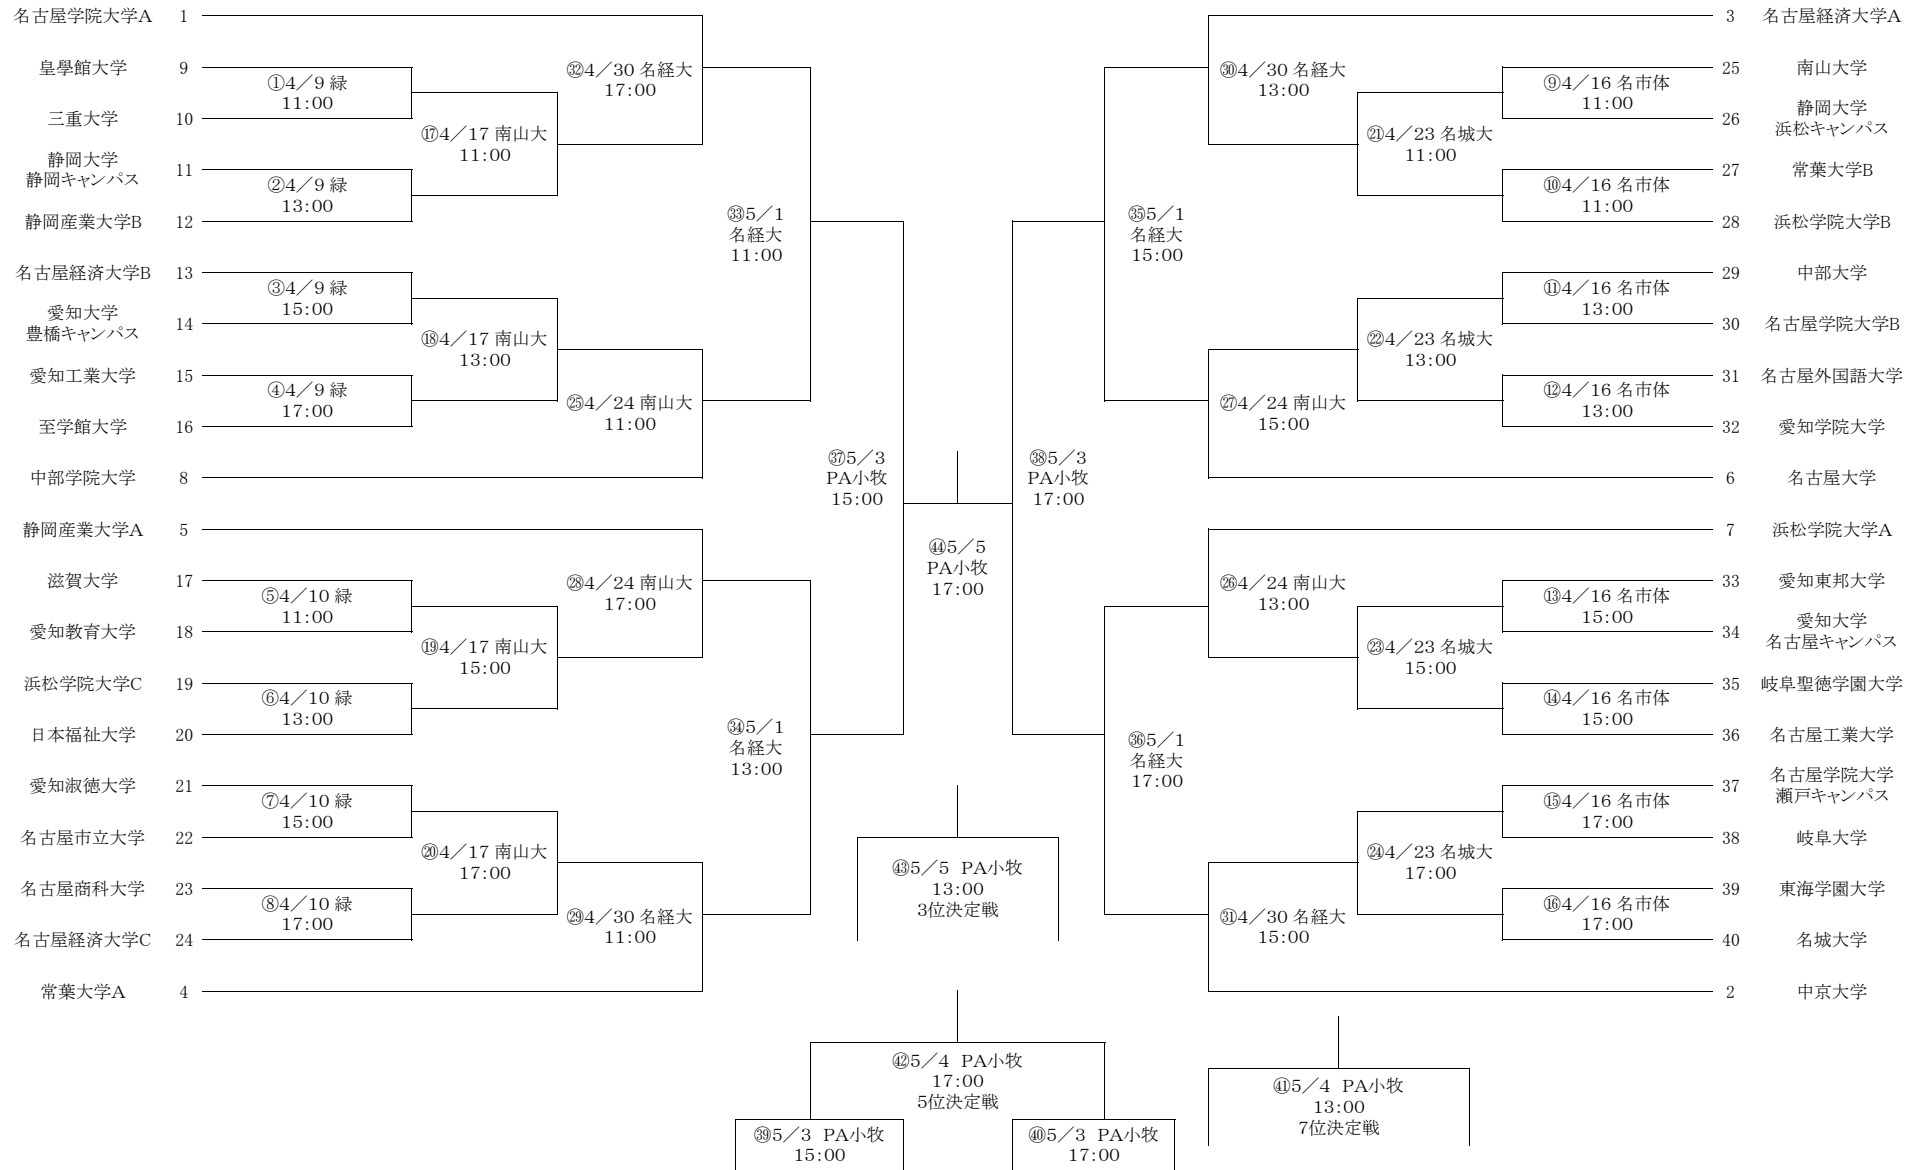 名古屋学院大学A 1
皇學館大学 9
①4／9 緑
11:00
三重大学 10
静岡大学
静岡キャンパス
11
②4／9 緑
13:00
静岡産業大学B 12
名古屋経済大学B 13
③4／9 緑
15:00
愛知大学
豊橋キャンパス
14
愛知工業大学 15
④4／9 緑
17:00
至学館大学 16
中部学院大学 8
静岡産業大学A 5
滋賀大学 17
⑤4／10 緑
11:00
愛知教育大学 18
浜松学院大学C 19
⑥4／10 緑
13:00
日本福祉大学 20
愛知淑徳大学 21
⑦4／10 緑
15:00
名古屋市立大学 22
名古屋商科大学 23
⑧4／10 緑
17:00
名古屋経済大学C 24
常葉大学A 4
⑰4／17 南山大
11:00
⑱4／17 南山大
13:00
⑲4／17 南山大
15:00
⑳4／17 南山大
17:00
㉜4／30 名経大
17:00
㉕4／24 南山大
11:00
㉘4／24 南山大
17:00
㉙4／30 名経大
11:00
㉝5／1
名経大
11:00
㉞5／1
名経大
13:00
㊲5／3
PA小牧
15:00
㊹5／5
PA小牧
17:00
㊳5／3
PA小牧
17:00
㉟5／1
名経大
15:00
㊱5／1
名経大
17:00
㉚4／30 名経大
13:00
㉗4／24 南山大
15:00
㉖4／24 南山大
13:00
㉛4／30 名経大
15:00
㉑4／23 名城大
11:00
㉒4／23 名城大
13:00
㉓4／23 名城大
15:00
㉔4／23 名城大
17:00
3 名古屋経済大学A
25 南山大学
⑨4／16 名市体
11:00
26
静岡大学
浜松キャンパス
27 常葉大学B
⑩4／16 名市体
11:00
28 浜松学院大学B
29 中部大学
⑪4／16 名市体
13:00
30 名古屋学院大学B
31 名古屋外国語大学
⑫4／16 名市体
13:00
32 愛知学院大学
6 名古屋大学
7 浜松学院大学A
33 愛知東邦大学
⑬4／16 名市体
15:00
34
愛知大学
名古屋キャンパス
35 岐阜聖徳学園大学
⑭4／16 名市体
15:00
36 名古屋工業大学
37
名古屋学院大学
瀬戸キャンパス
⑮4／16 名市体
17:00
38 岐阜大学
39 東海学園大学
⑯4／16 名市体
17:00
40 名城大学
2 中京大学
㊸5／5 PA小牧
13:00
3位決定戦
㊷5／4 PA小牧
17:00
5位決定戦
㊴5／3 PA小牧
15:00
㊵5／3 PA小牧
17:00
㊶5／4 PA小牧
13:00
7位決定戦